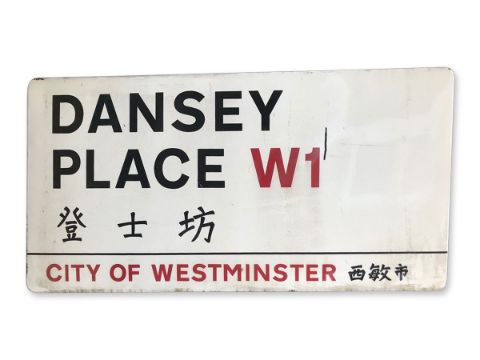 DANSEY
PLACE W1
登士坊
CITY OF WESTMINSTER 西敏市